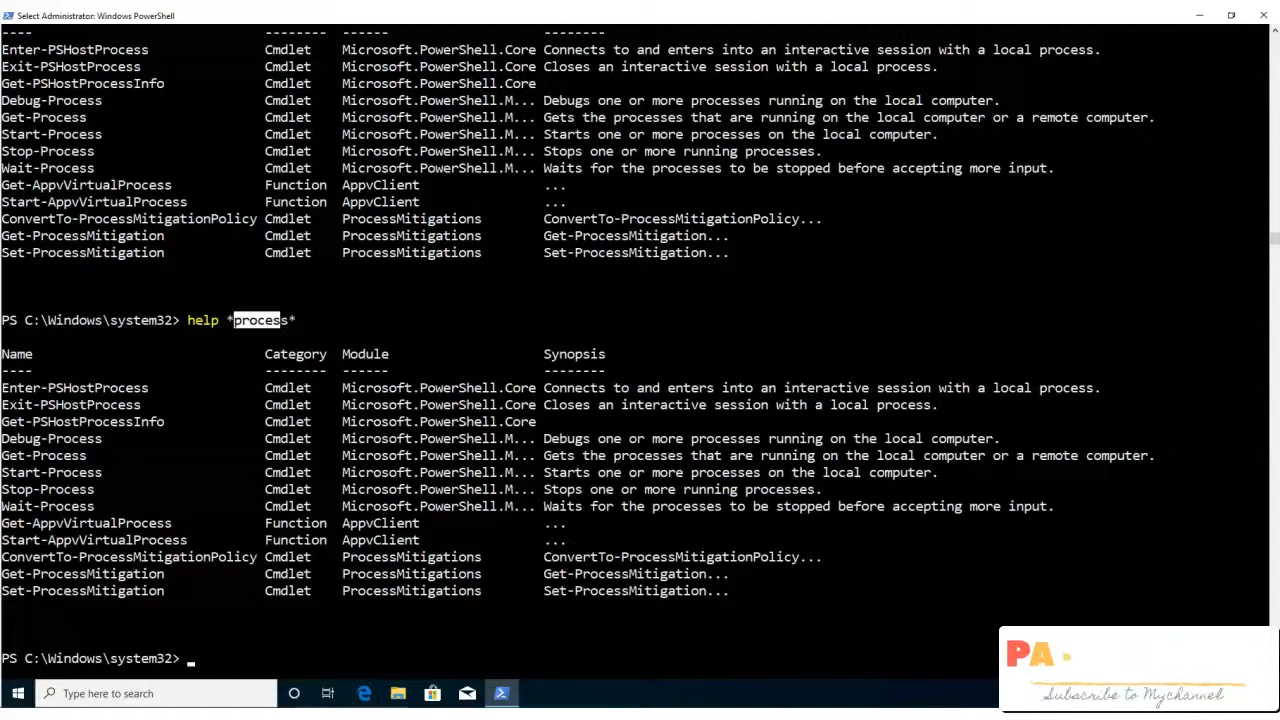 Select Administrator: Windows PowerShell
---- -------- ------ --------
Enter-PSHostProcess Cmdlet Microsoft.PowerShell.Core Connects to and enters into an interactive session with a local process.
Exit-PSHostProcess Cmdlet Microsoft.PowerShell.Core Closes an interactive session with a local process.
Get-PSHostProcessInfo Cmdlet Microsoft.PowerShell.Core
Debug-Process Cmdlet Microsoft.PowerShell.M... Debugs one or more processes running on the local computer.
Get-Process Cmdlet Microsoft.PowerShell.M... Gets the processes that are running on the local computer or a remote computer.
Start-Process Cmdlet Microsoft.PowerShell.M... Starts one or more processes on the local computer.
Stop-Process Cmdlet Microsoft.PowerShell.M... Stops one or more running processes.
Wait-Process Cmdlet Microsoft.PowerShell.M... Waits for the processes to be stopped before accepting more input.
Get-AppvVirtualProcess Function AppvClient ...
Start-AppvVirtualProcess Function AppvClient ...
ConvertTo-ProcessMitigationPolicy Cmdlet ProcessMitigations ConvertTo-ProcessMitigationPolicy...
Get-ProcessMitigation Cmdlet ProcessMitigations Get-ProcessMitigation...
Set-ProcessMitigation Cmdlet ProcessMitigations Set-ProcessMitigation...
PS C:\Windows\system32> help *process*
Name Category Module Synopsis
---- -------- ------ --------
Enter-PSHostProcess Cmdlet Microsoft.PowerShell.Core Connects to and enters into an interactive session with a local process.
Exit-PSHostProcess Cmdlet Microsoft.PowerShell.Core Closes an interactive session with a local process.
Get-PSHostProcessInfo Cmdlet Microsoft.PowerShell.Core
Debug-Process Cmdlet Microsoft.PowerShell.M... Debugs one or more processes running on the local computer.
Get-Process Cmdlet Microsoft.PowerShell.M... Gets the processes that are running on the local computer or a remote computer.
Start-Process Cmdlet Microsoft.PowerShell.M... Starts one or more processes on the local computer.
Stop-Process Cmdlet Microsoft.PowerShell.M... Stops one or more running processes.
Wait-Process Cmdlet Microsoft.PowerShell.M... Waits for the processes to be stopped before accepting more input.
Get-AppvVirtualProcess Function AppvClient ...
Start-AppvVirtualProcess Function AppvClient ...
ConvertTo-ProcessMitigationPolicy Cmdlet ProcessMitigations ConvertTo-ProcessMitigationPolicy...
Get-ProcessMitigation Cmdlet ProcessMitigations Get-ProcessMitigation...
Set-ProcessMitigation Cmdlet ProcessMitigations Set-ProcessMitigation...
PS C:\Windows\system32> _
PA
Subscribe to Mychannel
Type here to search